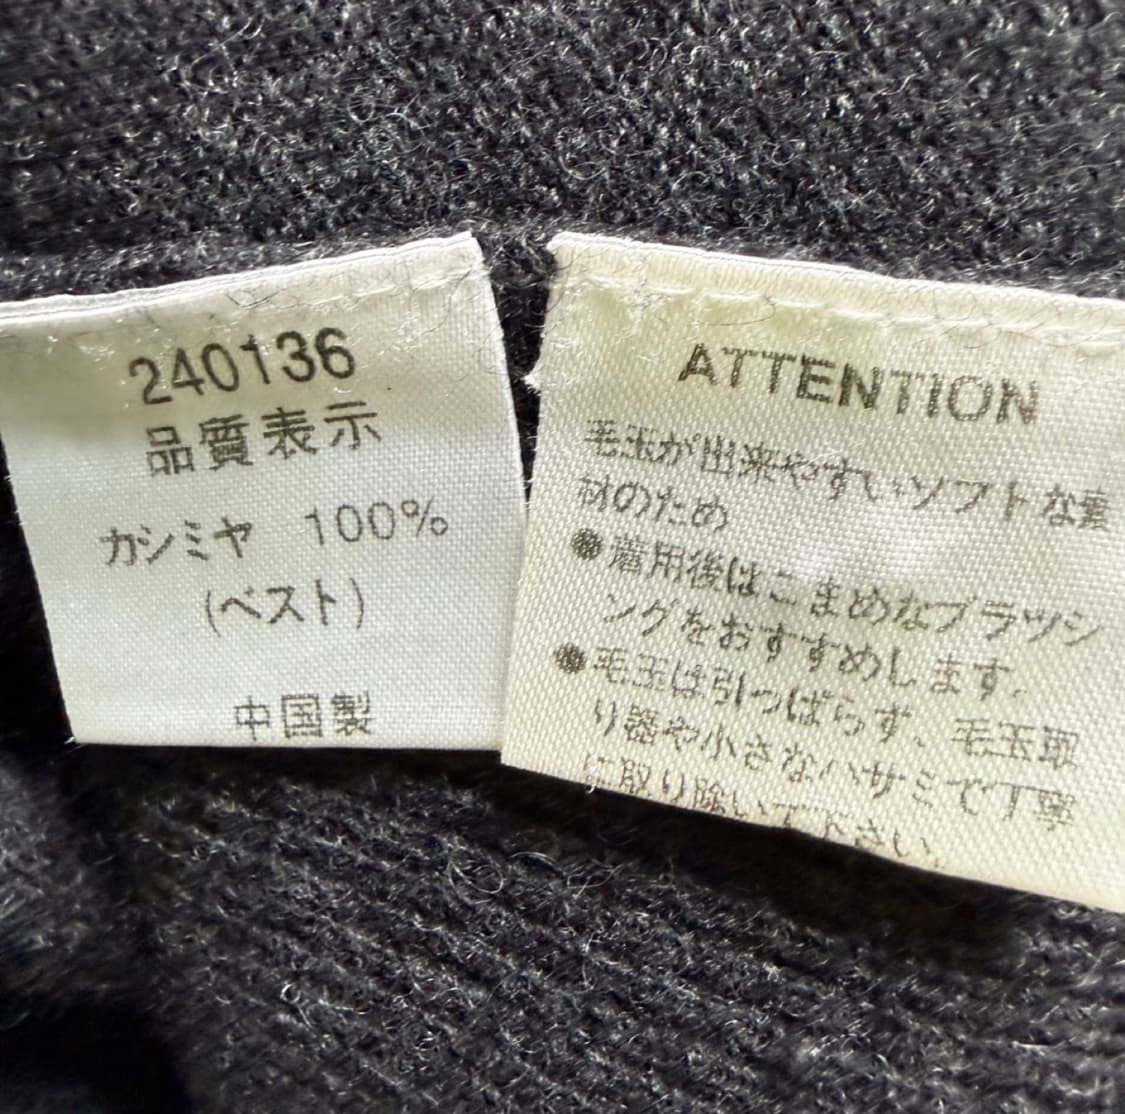 240136
品質表示
カシミヤ 100%
(ベスト)
中国製
ATTENTION
毛玉が出来やすいソフトな素
材のため
●着用後はこまめなブラッシ
ングをおすすめします。
●毛玉は引っぱらず、毛玉取
り器や小さなハサミで丁寧
に取り除いて下さい。